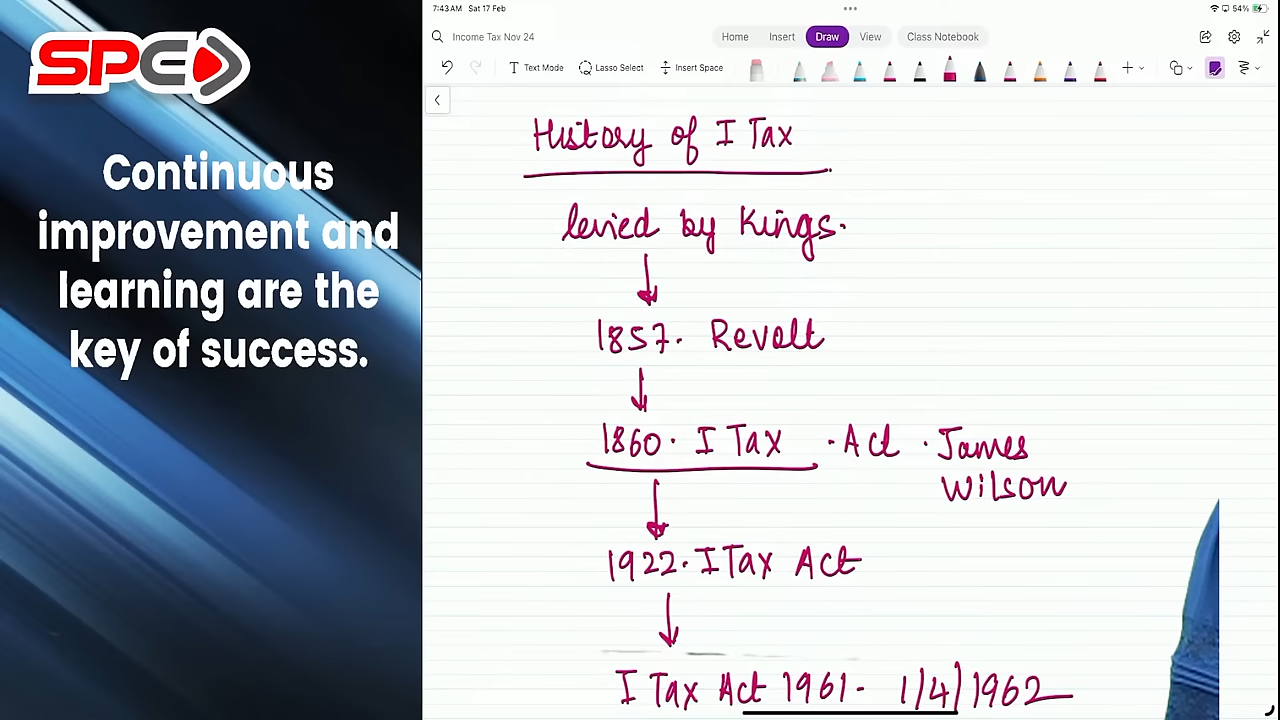 SPE
Continuous
improvement and
learning are the
key of success.
7:43 AM Sat 17 Feb
54%
Income Tax Nov 24
Home Insert Draw View Class Notebook
Text Mode Lasso Select Insert Space
History of I Tax
levied by Kings.
1857. Revolt
1860. I Tax . Act . James
Wilson
1922. I Tax Act
I Tax Act 1961- 1/4/1962